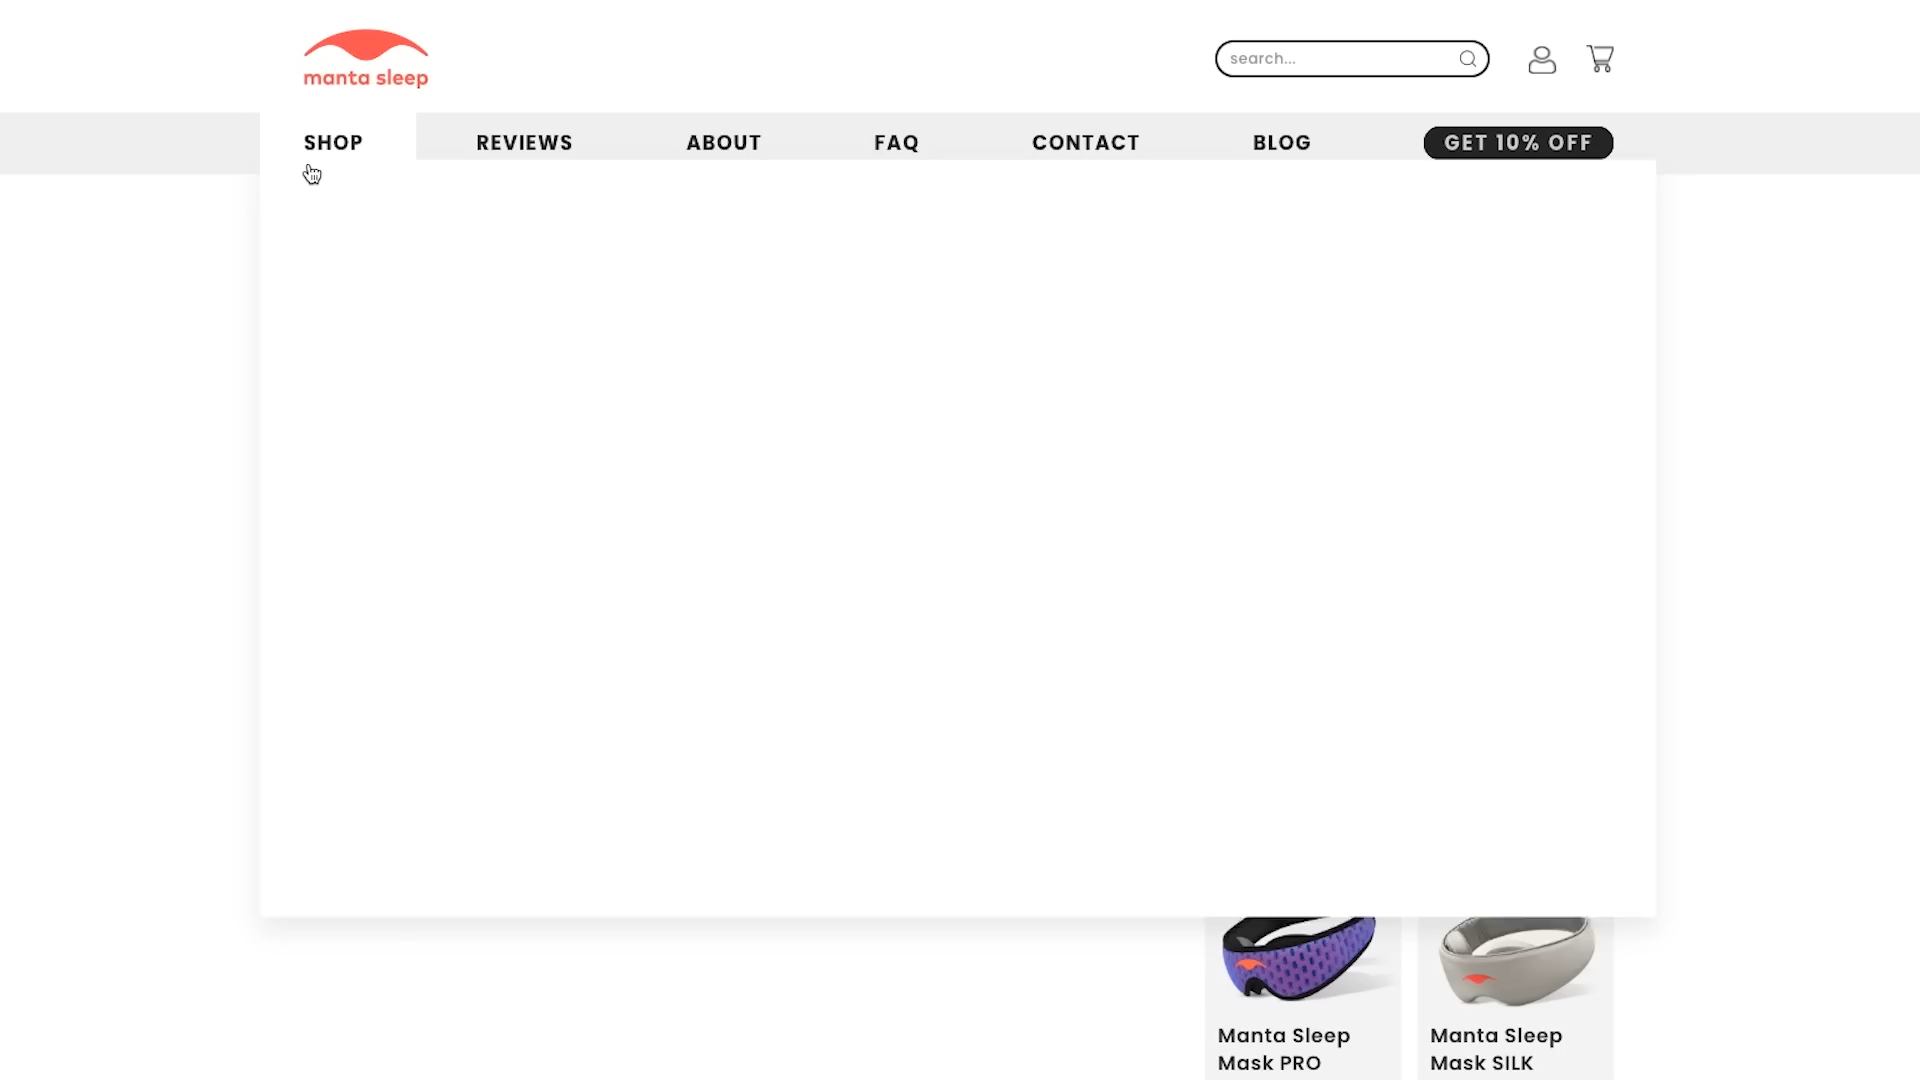 manta sleep
search...
SHOP
REVIEWS
ABOUT
FAQ
CONTACT
BLOG
GET 10% OFF
Manta Sleep
Mask PRO
Manta Sleep
Mask SILK